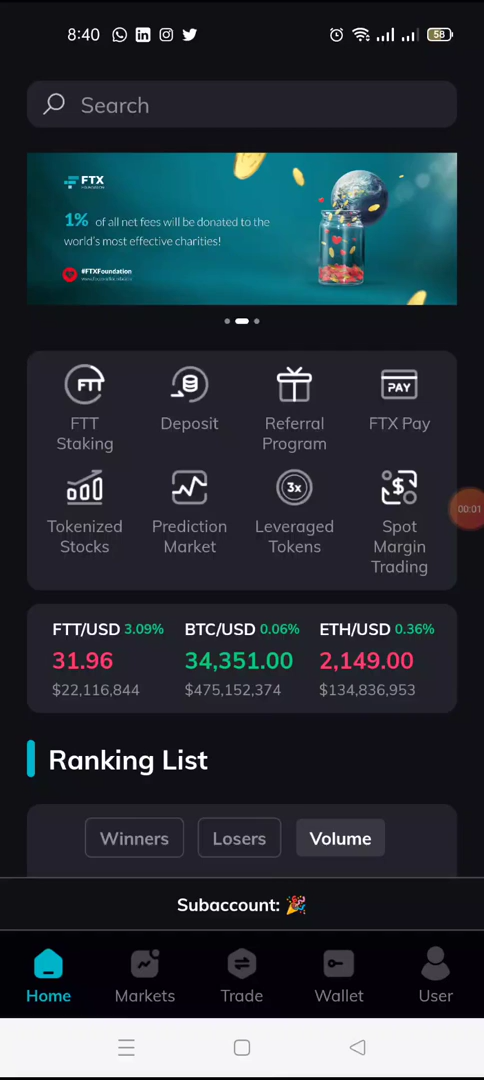 8:40
58
Search
FTX
FOUNDATION
1% of all net fees will be donated to the
world's most effective charities!
#FTXFoundation
FTT
FTT Staking
Deposit
Referral Program
PAY
FTX Pay
Tokenized Stocks
Prediction Market
3x
Leveraged Tokens
$
Spot Margin Trading
00:01
FTT/USD 3.09% BTC/USD 0.06% ETH/USD 0.36%
31.96 34,351.00 2,149.00
$22,116,844 $475,152,374 $134,836,953
Ranking List
Winners Losers Volume
Subaccount: 🎉
Home Markets Trade Wallet User